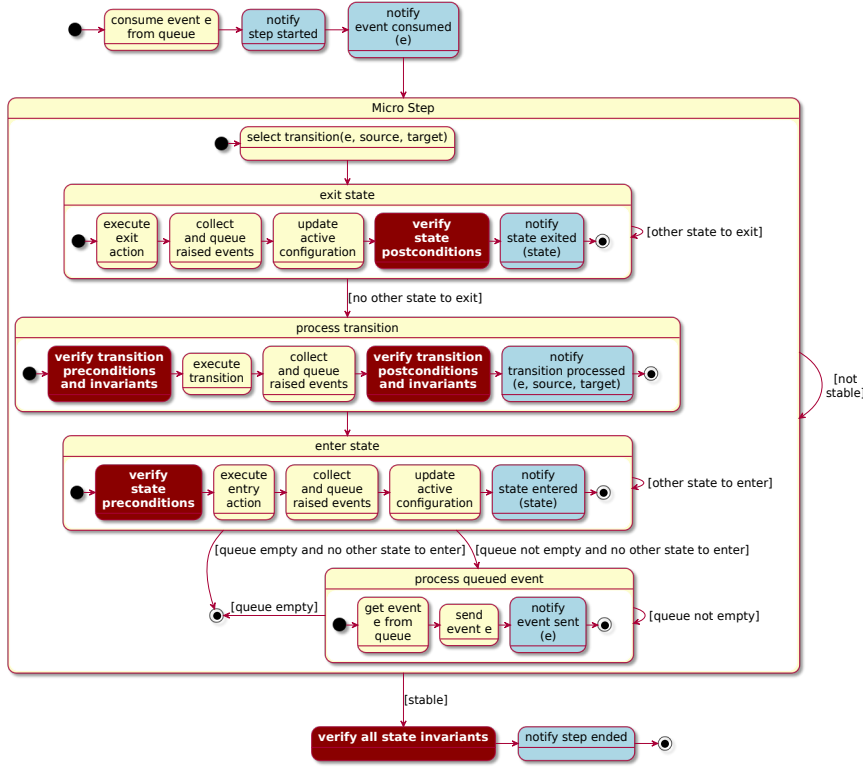 consume event e
from queue
notify
step started
notify
event consumed
(e)
Micro Step
select transition(e, source, target)
exit state
execute
exit
action
collect
and queue
raised events
update
active
configuration
verify
state
postconditions
notify
state exited
(state)
[other state to exit]
[no other state to exit]
process transition
verify transition
preconditions
and invariants
execute
transition
collect
and queue
raised events
verify transition
postconditions
and invariants
notify
transition processed
(e, source, target)
[not
stable]
enter state
verify
state
preconditions
execute
entry
action
collect
and queue
raised events
update
active
configuration
notify
state entered
(state)
[other state to enter]
[queue empty and no other state to enter]
[queue not empty and no other state to enter]
process queued event
get event
e from
queue
send
event e
notify
event sent
(e)
[queue empty]
[queue not empty]
[stable]
verify all state invariants
notify step ended